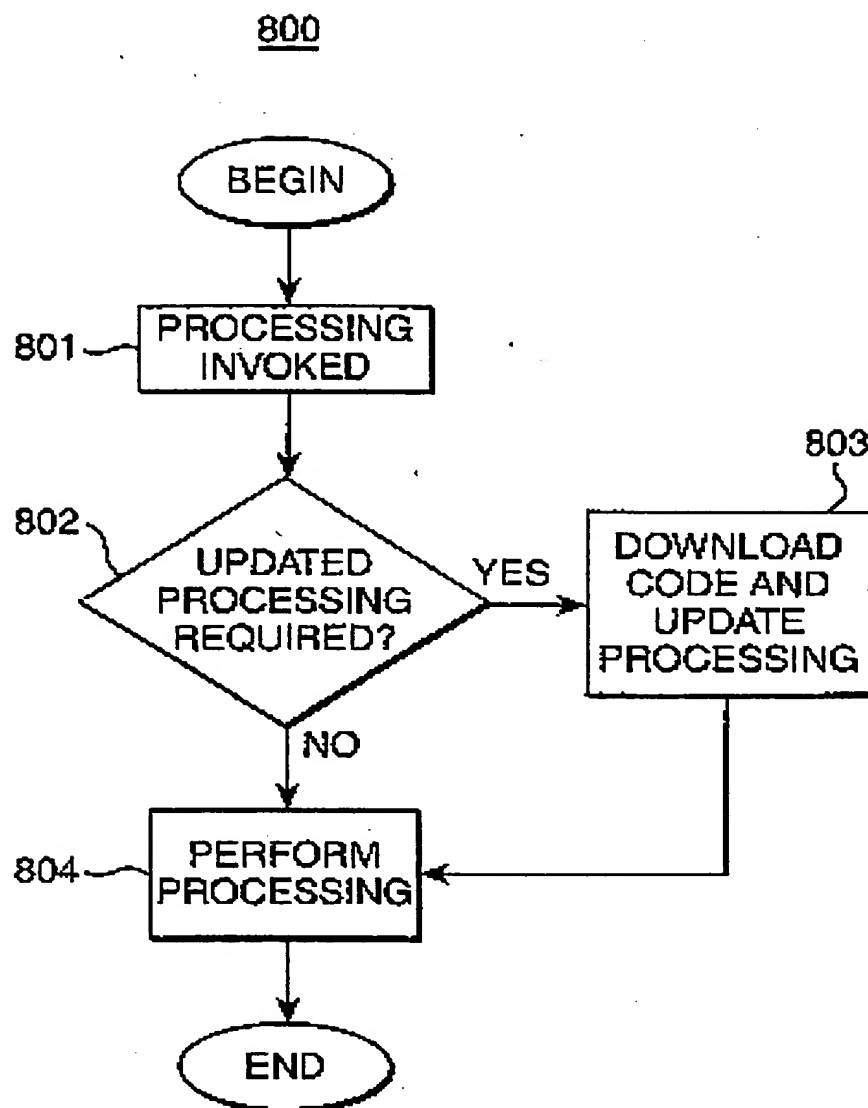 800
BEGIN
801
PROCESSING
INVOKED
802
UPDATED
PROCESSING
REQUIRED?
YES
803
DOWNLOAD
CODE AND
UPDATE
PROCESSING
NO
804
PERFORM
PROCESSING
END